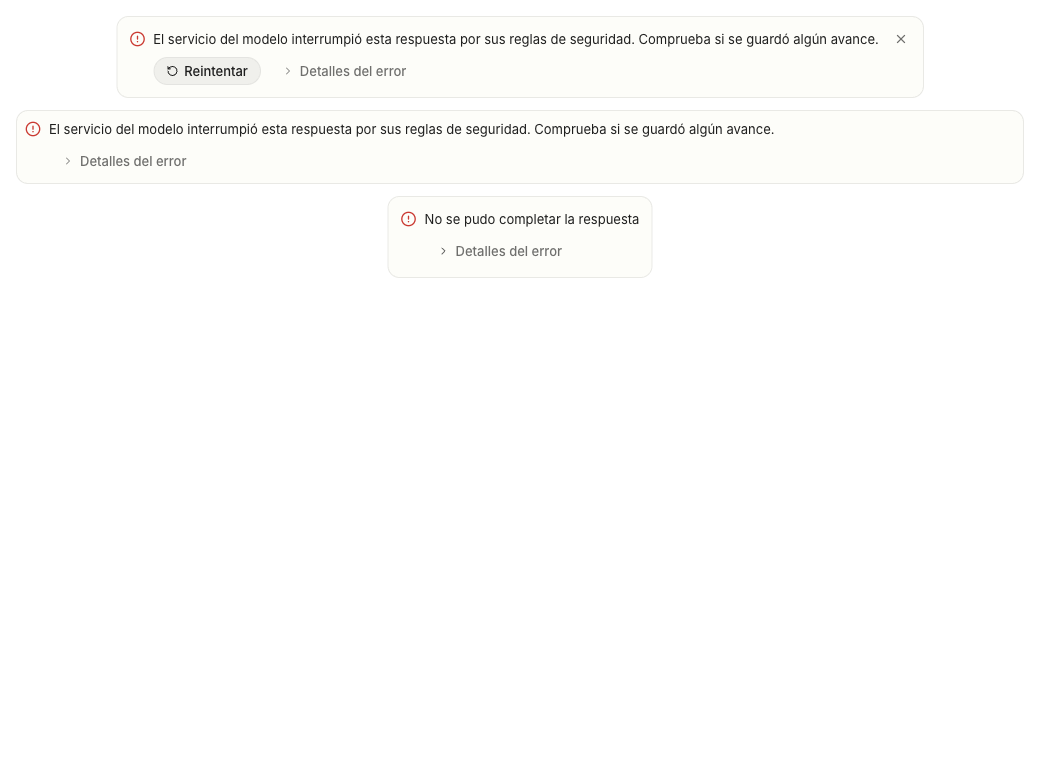 El servicio del modelo interrumpió esta respuesta por sus reglas de seguridad. Comprueba si se guardó algún avance.
Reintentar Detalles del error
El servicio del modelo interrumpió esta respuesta por sus reglas de seguridad. Comprueba si se guardó algún avance.
Detalles del error
No se pudo completar la respuesta
Detalles del error